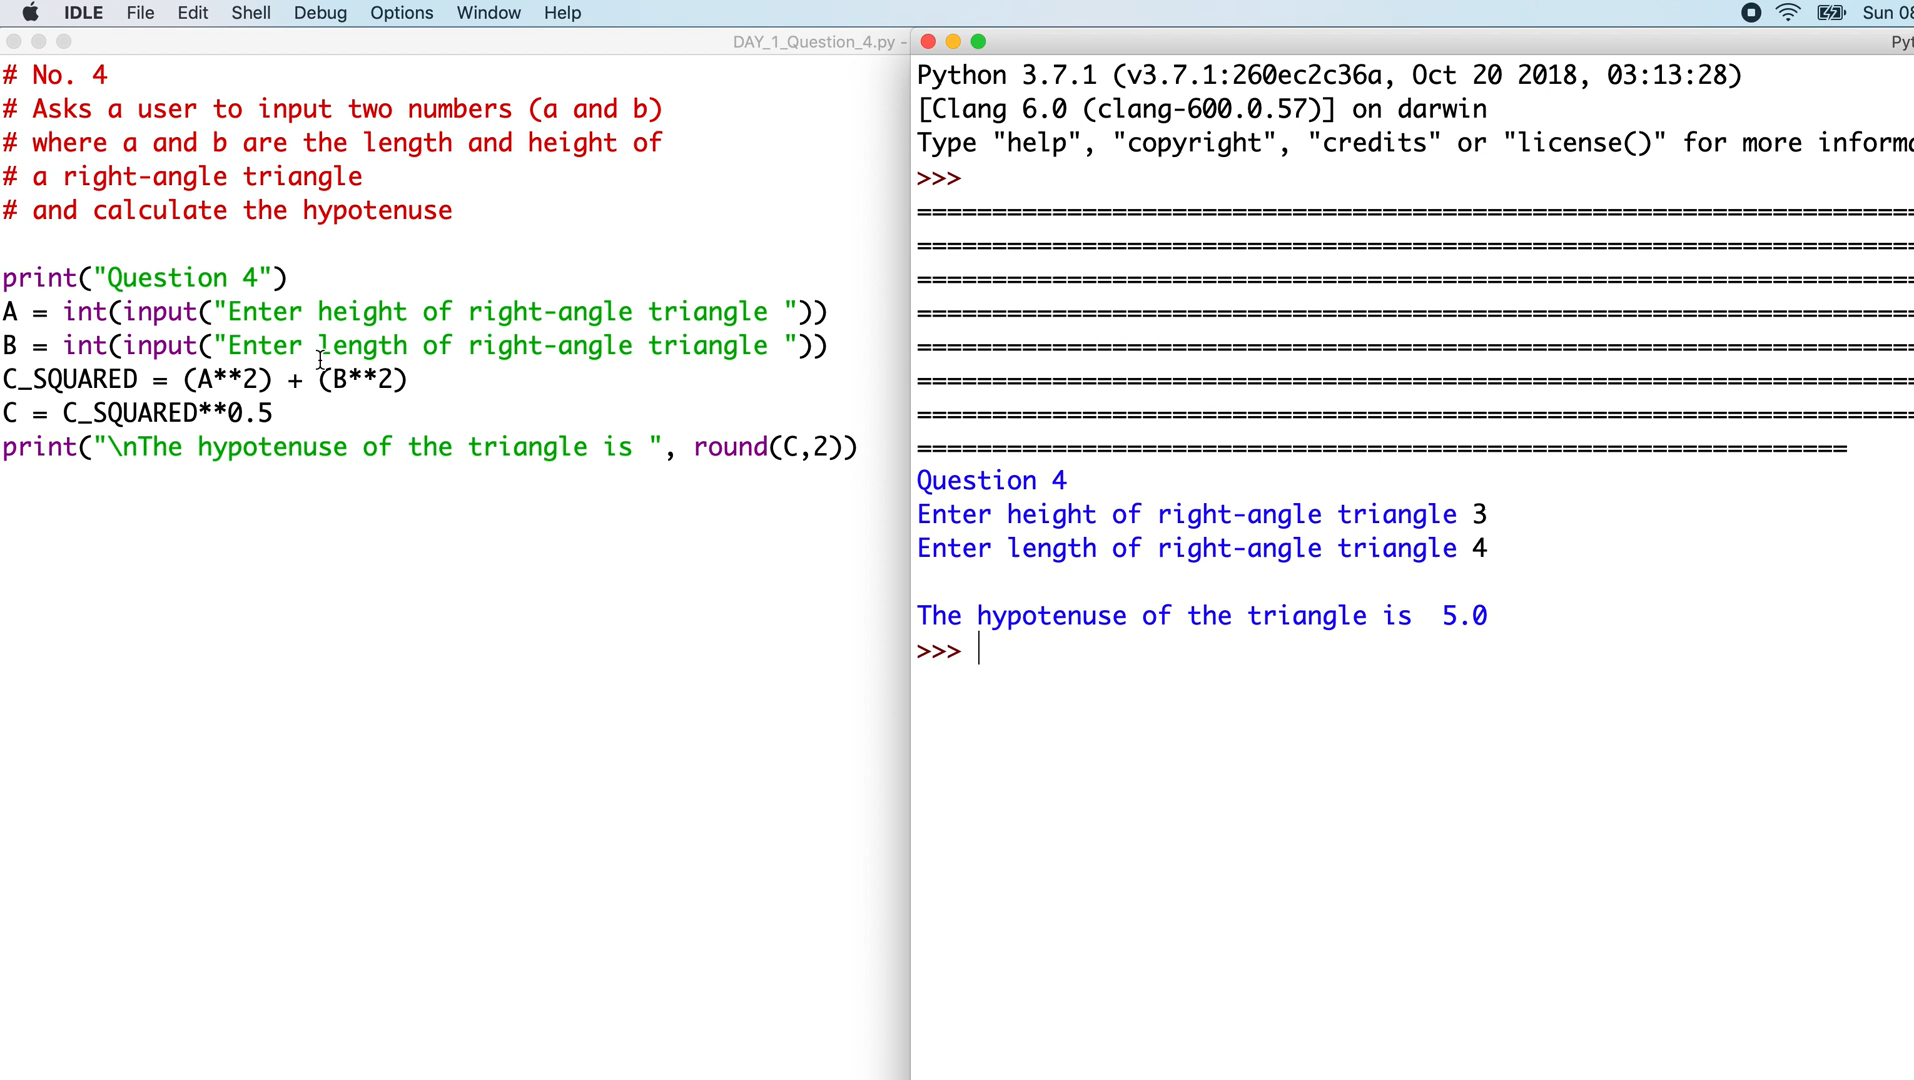 IDLE File Edit Shell Debug Options Window Help Sun 08
DAY_1_Question_4.py -
# No. 4
# Asks a user to input two numbers (a and b)
# where a and b are the length and height of
# a right-angle triangle
# and calculate the hypotenuse
print("Question 4")
A = int(input("Enter height of right-angle triangle "))
B = int(input("Enter length of right-angle triangle "))
C_SQUARED = (A**2) + (B**2)
C = C_SQUARED**0.5
print("\nThe hypotenuse of the triangle is ", round(C,2))
Pyt
Python 3.7.1 (v3.7.1:260ec2c36a, Oct 20 2018, 03:13:28)
[Clang 6.0 (clang-600.0.57)] on darwin
Type "help", "copyright", "credits" or "license()" for more informa
>>>
===================================================================
===================================================================
===================================================================
===================================================================
===================================================================
===================================================================
===================================================================
==============================================================
Question 4
Enter height of right-angle triangle 3
Enter length of right-angle triangle 4
The hypotenuse of the triangle is  5.0
>>>